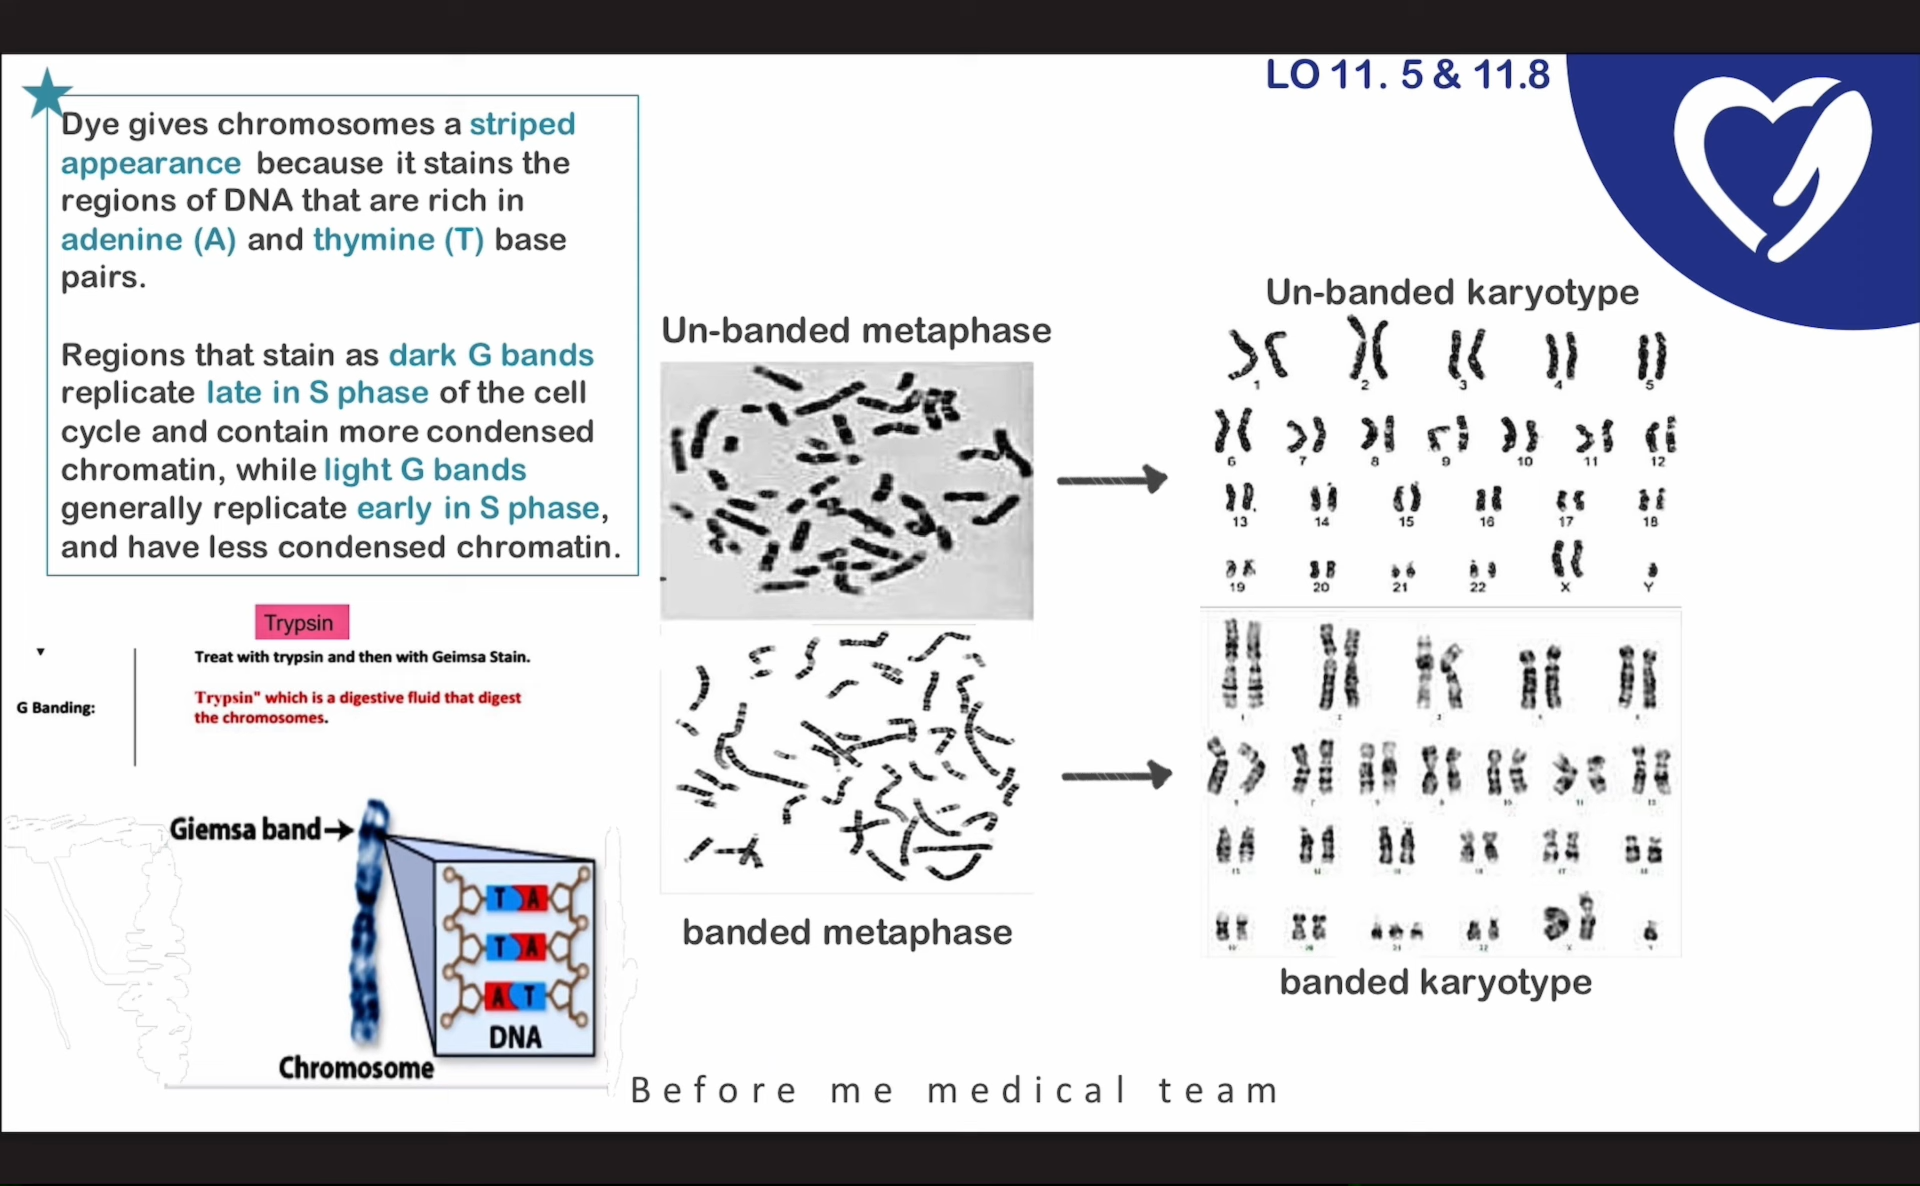 LO 11. 5 & 11.8
Dye gives chromosomes a striped
appearance because it stains the
regions of DNA that are rich in
adenine (A) and thymine (T) base
pairs.
Regions that stain as dark G bands
replicate late in S phase of the cell
cycle and contain more condensed
chromatin, while light G bands
generally replicate early in S phase,
and have less condensed chromatin.
Trypsin
Treat with trypsin and then with Geimsa Stain.
G Banding:
Trypsin" which is a digestive fluid that digest
the chromosomes.
Giemsa band
T A
T A
A T
DNA
Chromosome
Un-banded metaphase
banded metaphase
Un-banded karyotype
1 2 3 4 5
6 7 8 9 10 11 12
13 14 15 16 17 18
19 20 21 22 X Y
banded karyotype
Before me medical team